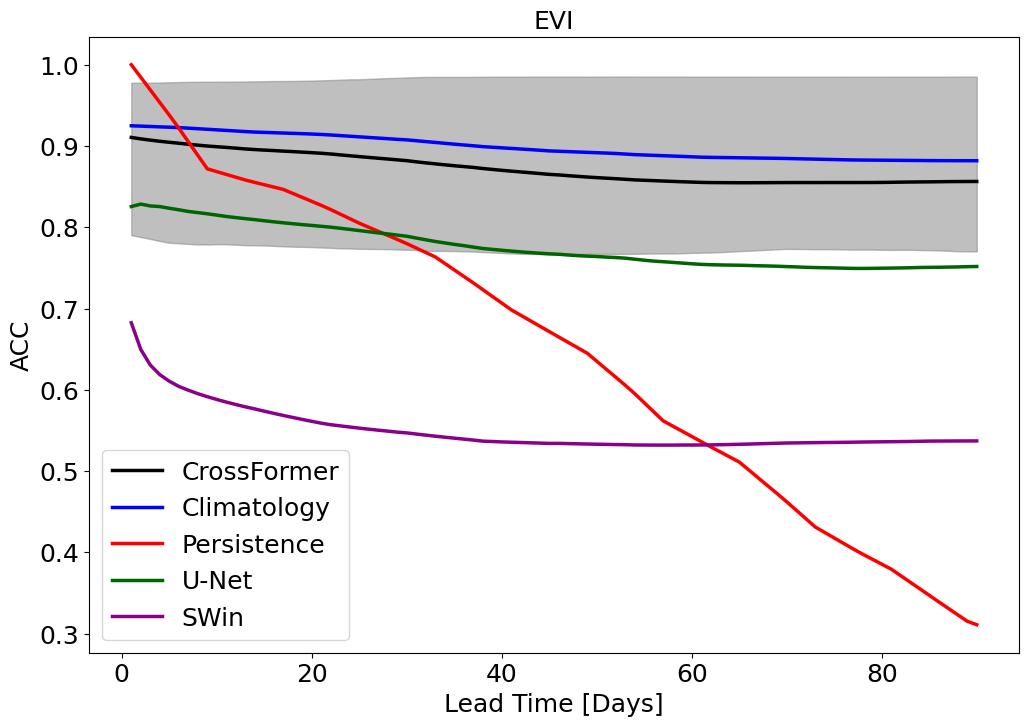 EVI
ACC
1.0
0.9
0.8
0.7
0.6
0.5
0.4
0.3
CrossFormer
Climatology
Persistence
U-Net
SWin
0 20 40 60 80
Lead Time [Days]